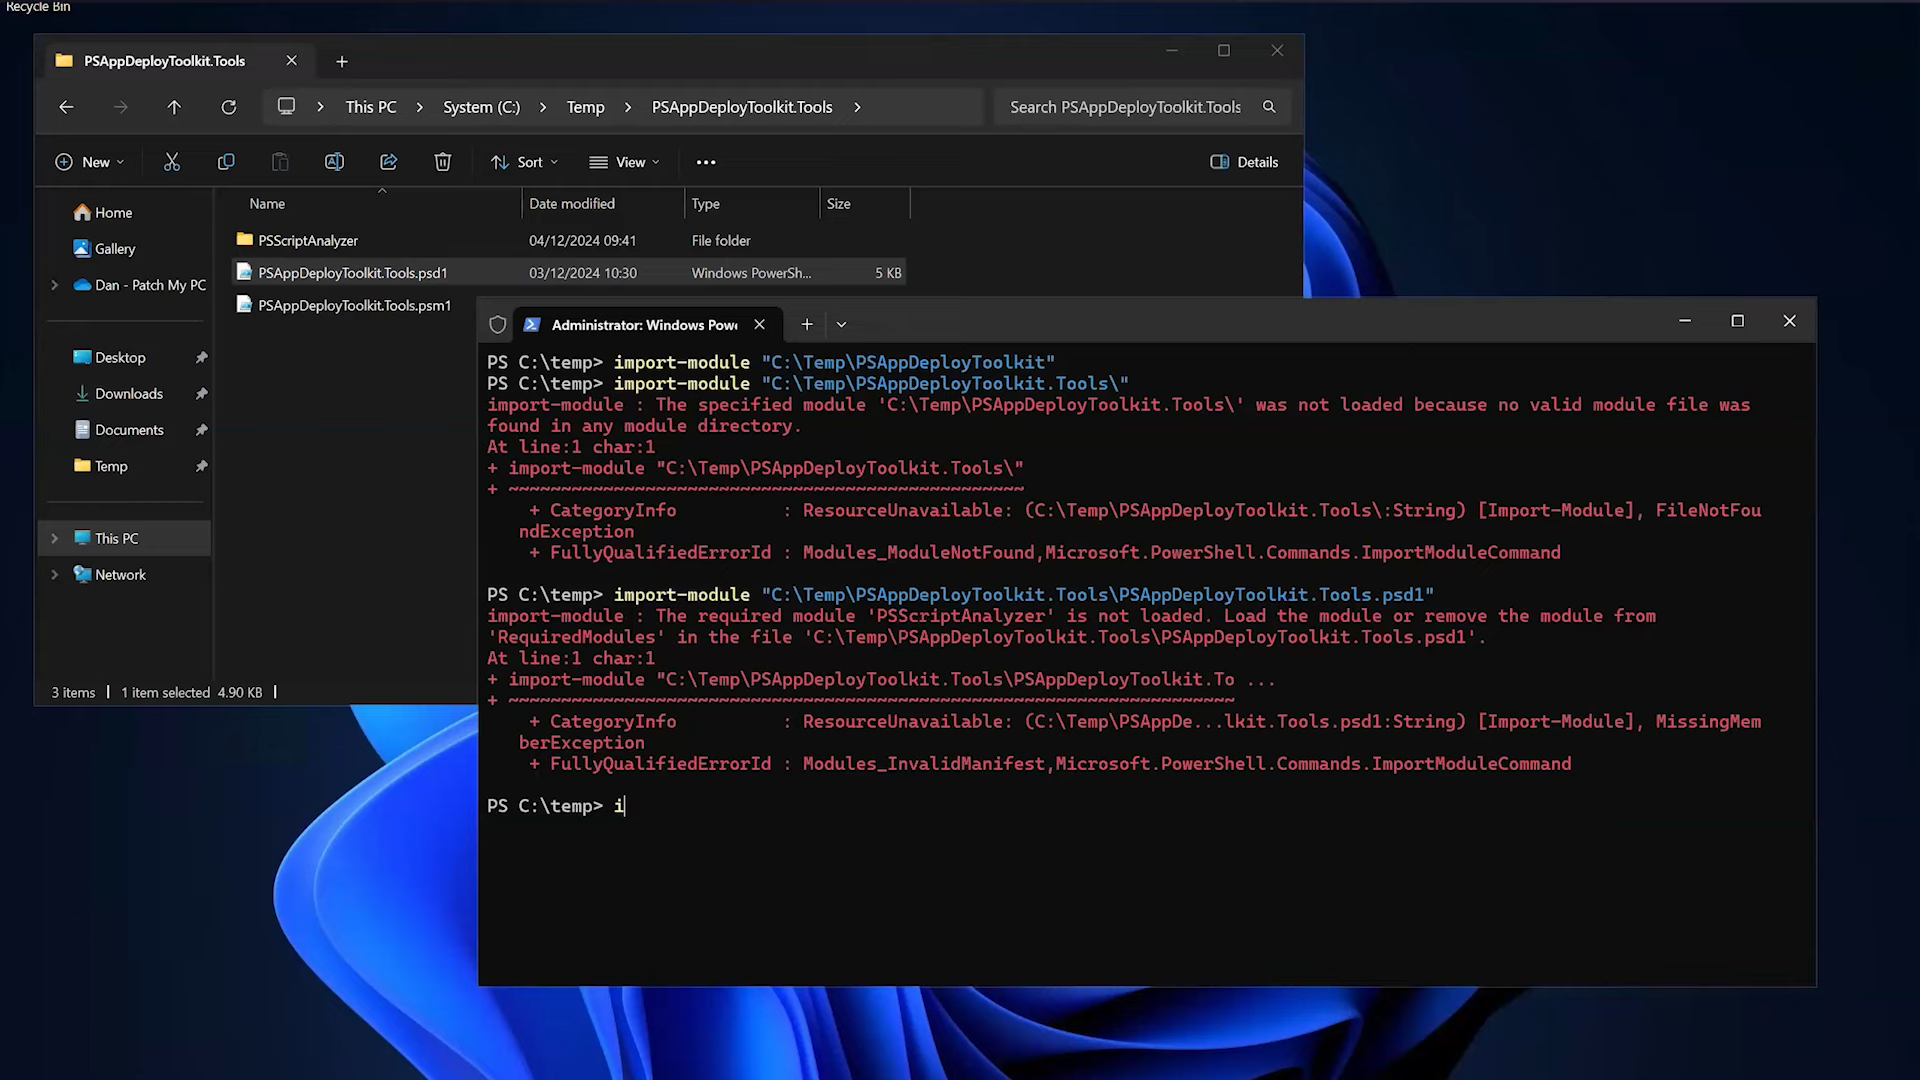 Recycle Bin
PSAppDeployToolkit.Tools
This PC > System (C:) > Temp > PSAppDeployToolkit.Tools >
Search PSAppDeployToolkit.Tools
New
Sort
View
Details
Name Date modified Type Size
Home
Gallery
Dan - Patch My PC
Desktop
Downloads
Documents
Temp
This PC
Network
PSScriptAnalyzer 04/12/2024 09:41 File folder
PSAppDeployToolkit.Tools.psd1 03/12/2024 10:30 Windows PowerSh... 5 KB
PSAppDeployToolkit.Tools.psm1
3 items | 1 item selected 4.90 KB |
Administrator: Windows Powe
PS C:\temp> import-module "C:\Temp\PSAppDeployToolkit"
PS C:\temp> import-module "C:\Temp\PSAppDeployToolkit.Tools\"
import-module : The specified module 'C:\Temp\PSAppDeployToolkit.Tools\' was not loaded because no valid module file was
found in any module directory.
At line:1 char:1
+ import-module "C:\Temp\PSAppDeployToolkit.Tools\"
+ ~~~~~~~~~~~~~~~~~~~~~~~~~~~~~~~~~~~~~~~~~~~~~~~~~
+ CategoryInfo : ResourceUnavailable: (C:\Temp\PSAppDeployToolkit.Tools\:String) [Import-Module], FileNotFou
ndException
+ FullyQualifiedErrorId : Modules_ModuleNotFound,Microsoft.PowerShell.Commands.ImportModuleCommand
PS C:\temp> import-module "C:\Temp\PSAppDeployToolkit.Tools\PSAppDeployToolkit.Tools.psd1"
import-module : The required module 'PSScriptAnalyzer' is not loaded. Load the module or remove the module from
'RequiredModules' in the file 'C:\Temp\PSAppDeployToolkit.Tools\PSAppDeployToolkit.Tools.psd1'.
At line:1 char:1
+ import-module "C:\Temp\PSAppDeployToolkit.Tools\PSAppDeployToolkit.To ...
+ ~~~~~~~~~~~~~~~~~~~~~~~~~~~~~~~~~~~~~~~~~~~~~~~~~~~~~~~~~~~~~~~~~~~~~
+ CategoryInfo : ResourceUnavailable: (C:\Temp\PSAppDe...lkit.Tools.psd1:String) [Import-Module], MissingMem
berException
+ FullyQualifiedErrorId : Modules_InvalidManifest,Microsoft.PowerShell.Commands.ImportModuleCommand
PS C:\temp> i